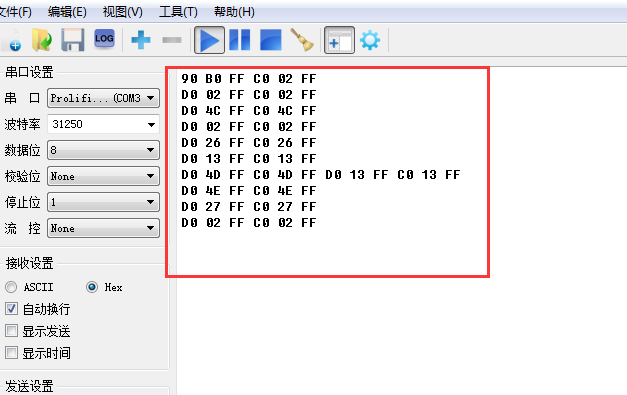 文件(F) 编辑(E) 视图(V) 工具(T) 帮助(H)
LOG
串口设置
串 口 Prolifi...(COM3
波特率 31250
数据位 8
校验位 None
停止位 1
流 控 None
接收设置
ASCII Hex
自动换行
显示发送
显示时间
发送设置
90 B0 FF C0 02 FF
D0 02 FF C0 02 FF
D0 4C FF C0 4C FF
D0 02 FF C0 02 FF
D0 26 FF C0 26 FF
D0 13 FF C0 13 FF
D0 4D FF C0 4D FF D0 13 FF C0 13 FF
D0 4E FF C0 4E FF
D0 27 FF C0 27 FF
D0 02 FF C0 02 FF